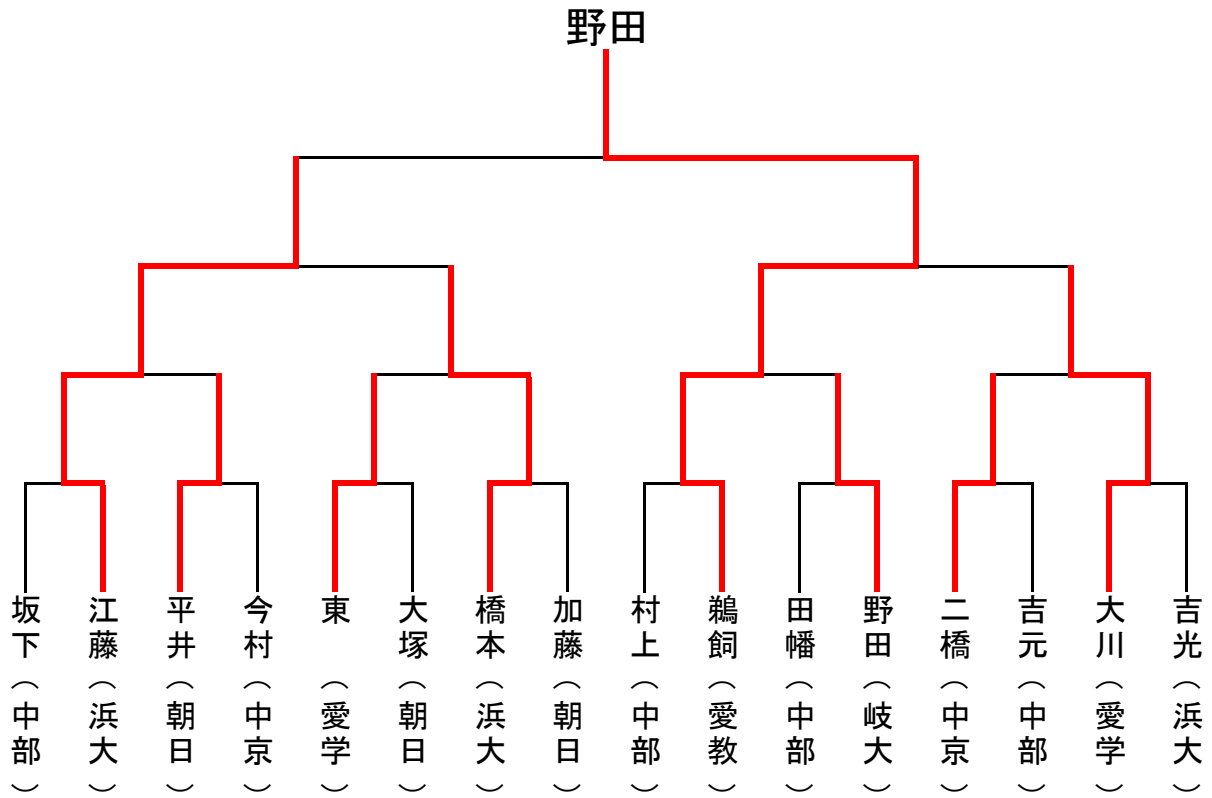 野田
坂下（中部）
江藤（浜大）
平井（朝日）
今村（中京）
東（愛学）
大塚（朝日）
橋本（浜大）
加藤（朝日）
村上（中部）
鵜飼（愛教）
田幡（中部）
野田（岐大）
二橋（中京）
吉元（中部）
大川（愛学）
吉光（浜大）